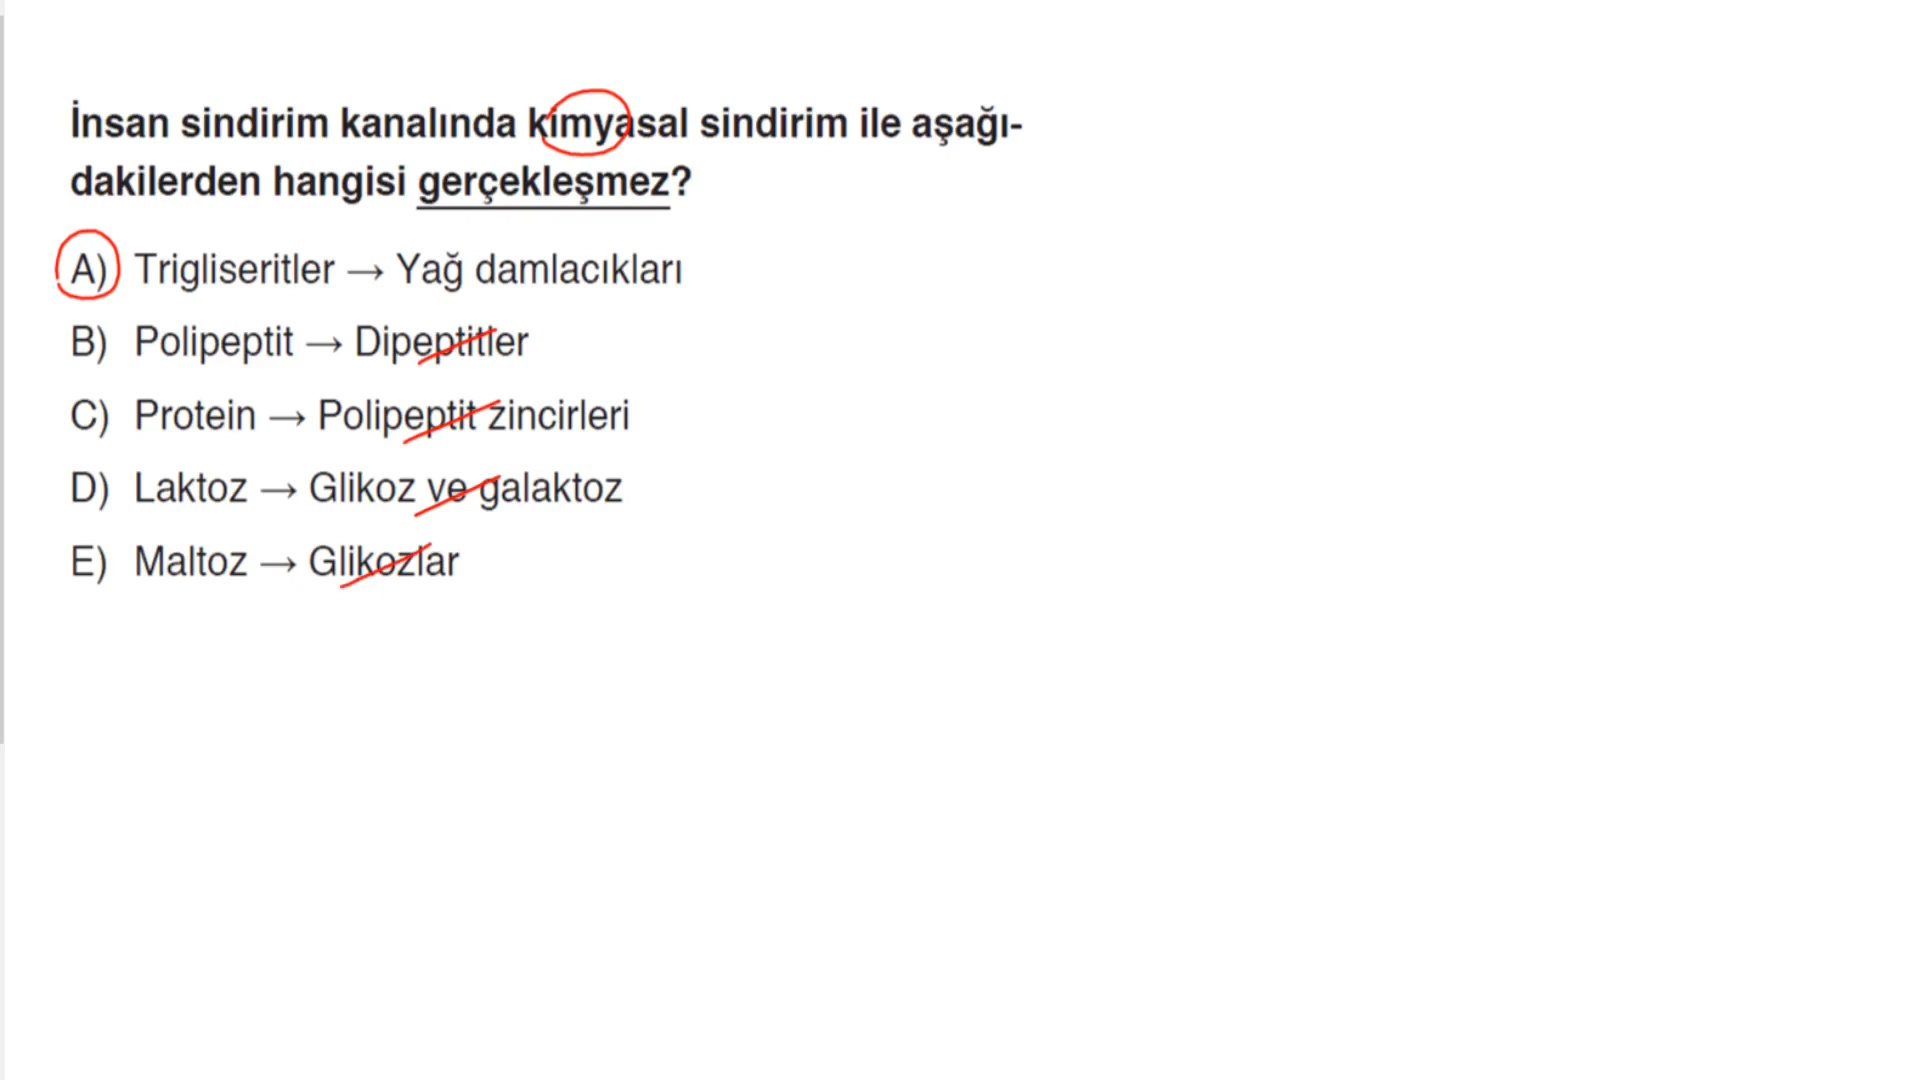 İnsan sindirim kanalında kimyasal sindirim ile aşağı-
dakilerden hangisi gerçekleşmez?
A) Trigliseritler → Yağ damlacıkları
B) Polipeptit → Dipeptitler
C) Protein → Polipeptit zincirleri
D) Laktoz → Glikoz ve galaktoz
E) Maltoz → Glikozlar